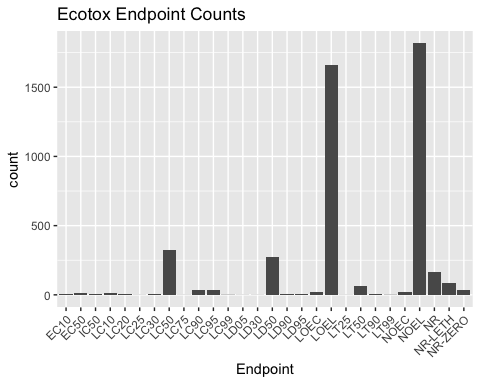 Ecotox Endpoint Counts
count
1500
1000
500
0
EC10
EC50
IC50
LC10
LC20
LC25
LC30
LC50
LC75
LC90
LC95
LC99
LD05
LD30
LD50
LD90
LD95
LOEC
LOEL
LT25
LT50
LT90
LT99
NOEC
NOEL
NR
NR-LETH
NR-ZERO
Endpoint